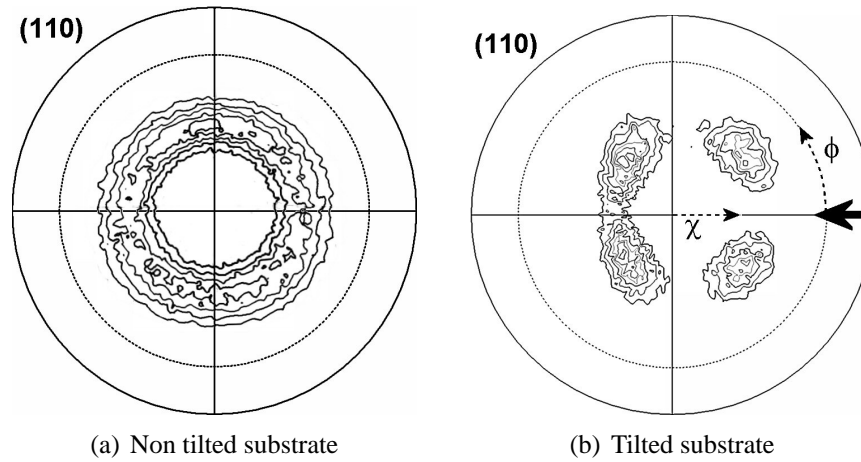 (110)
(110)
ϕ
χ
(a) Non tilted substrate
(b) Tilted substrate